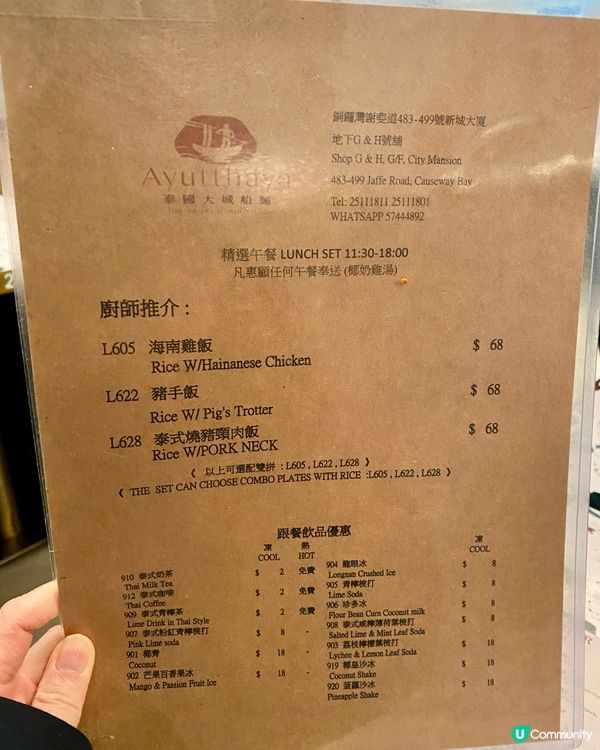 Ayutthaya
泰國大城船麵
銅鑼灣謝斐道483-499號新城大廈
地下G & H號舖
Shop G & H, G/F, City Mansion
483-499 Jaffe Road, Causeway Bay
Tel: 25111811 25111801
WHATSAPP 57444892
精選午餐 LUNCH SET 11:30-18:00
凡惠顧任何午餐奉送 (椰奶雞湯)
廚師推介 :
L605 海南雞飯 $ 68
Rice W/Hainanese Chicken
L622 豬手飯 $ 68
Rice W/ Pig's Trotter
L628 泰式燒豬頸肉飯 $ 68
Rice W/PORK NECK
《 以上可選配雙拼 : L605 , L622 , L628 》
《 THE SET CAN CHOOSE COMBO PLATES WITH RICE :L605 , L622 , L628 》
跟餐飲品優惠
凍 熱
COOL HOT
910 泰式奶茶 $ 2 免費
Thai Milk Tea
912 泰式咖啡 $ 2 免費
Thai Coffee
909 泰式青檸茶 $ 2 免費
Lime Drink in Thai Style
907 泰式粉紅青檸梳打 $ 8 -
Pink Lime soda
901 椰青 $ 18 -
Coconut
902 芒果百香果冰 $ 18 -
Mango & Passion Fruit Ice
凍
COOL
904 龍眼冰 $ 8
Longnan Crushed Ice
905 青檸梳打 $ 8
Lime Soda
906 珍多冰 $ 8
Flour Bean Curn Coconut milk
908 泰式咸檸薄荷葉梳打 $ 8
Salted Lime & Mint Leaf Soda
903 荔枝檸檬葉梳打 $ 18
Lychee & Lemon Leaf Soda
919 椰皇沙冰 $ 18
Coconut Shake
920 菠蘿沙冰 $ 18
Pineapple Shake
U Community